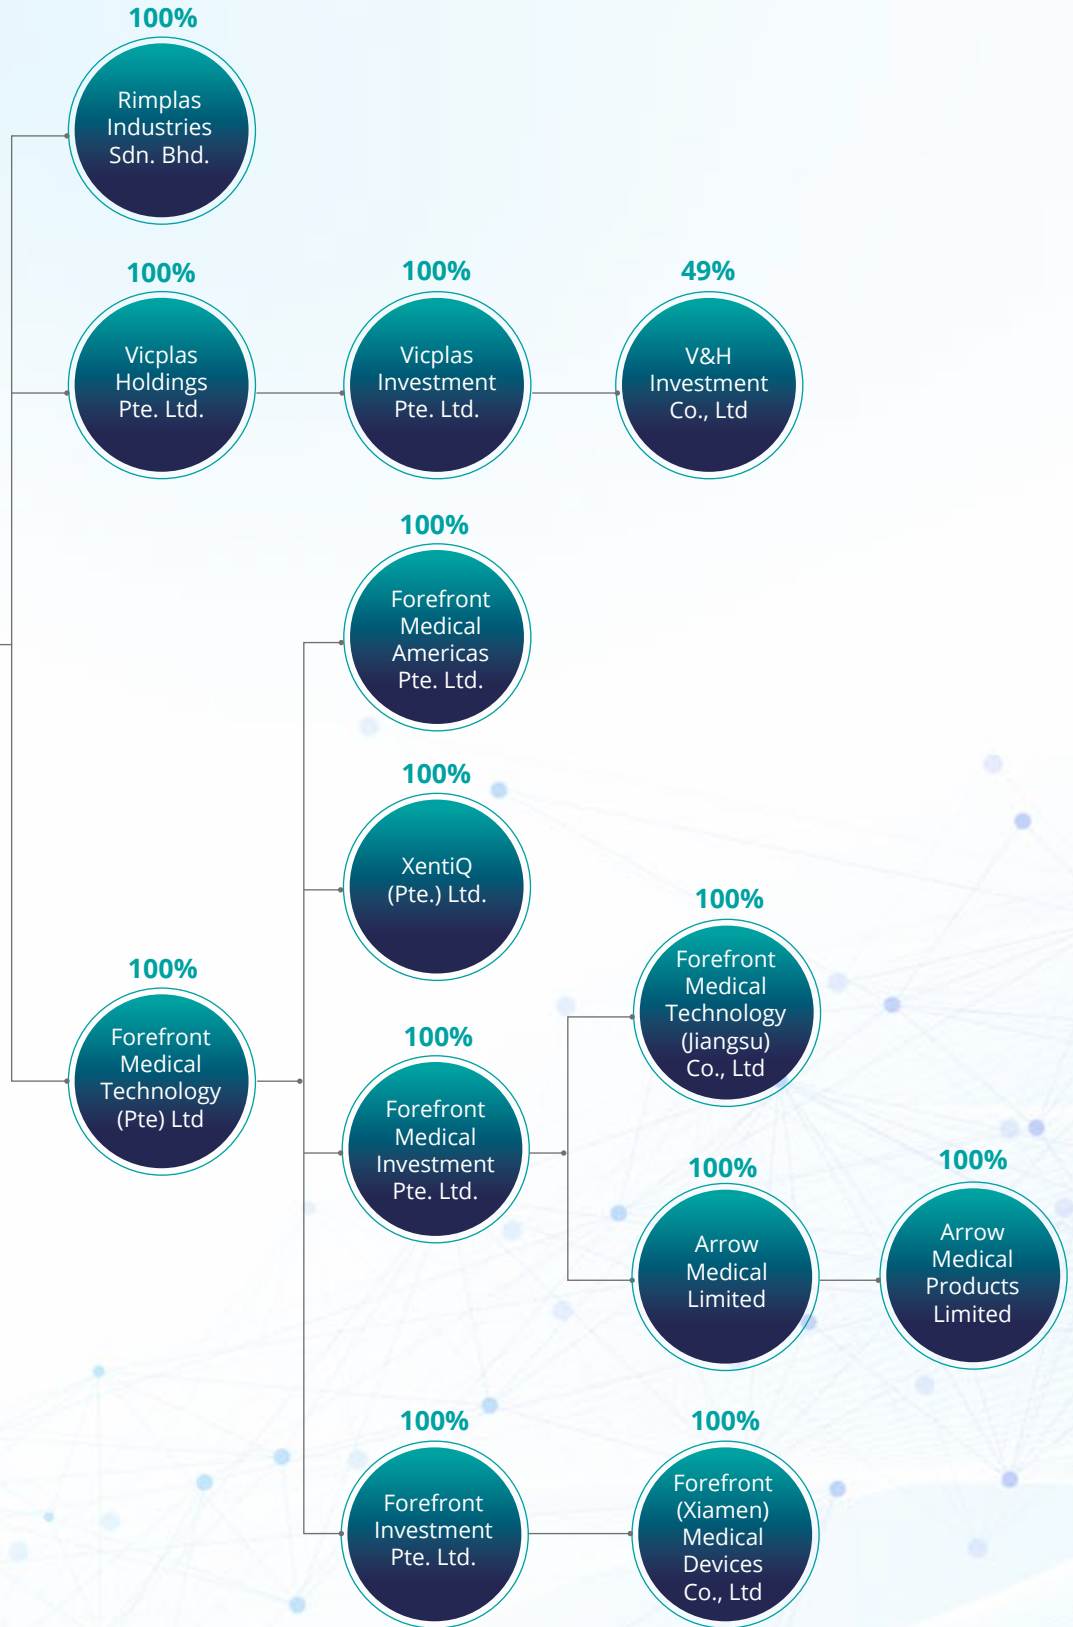 100%
Rimplas
Industries
Sdn. Bhd.
100%
Vicplas
Holdings
Pte. Ltd.
100%
Vicplas
Investment
Pte. Ltd.
49%
V&H
Investment
Co., Ltd
100%
Forefront
Medical
Americas
Pte. Ltd.
100%
XentiQ
(Pte.) Ltd.
100%
Forefront
Medical
Technology
(Pte) Ltd
100%
Forefront
Medical
Investment
Pte. Ltd.
100%
Forefront
Medical
Technology
(Jiangsu)
Co., Ltd
100%
Arrow
Medical
Limited
100%
Arrow
Medical
Products
Limited
100%
Forefront
Investment
Pte. Ltd.
100%
Forefront
(Xiamen)
Medical
Devices
Co., Ltd